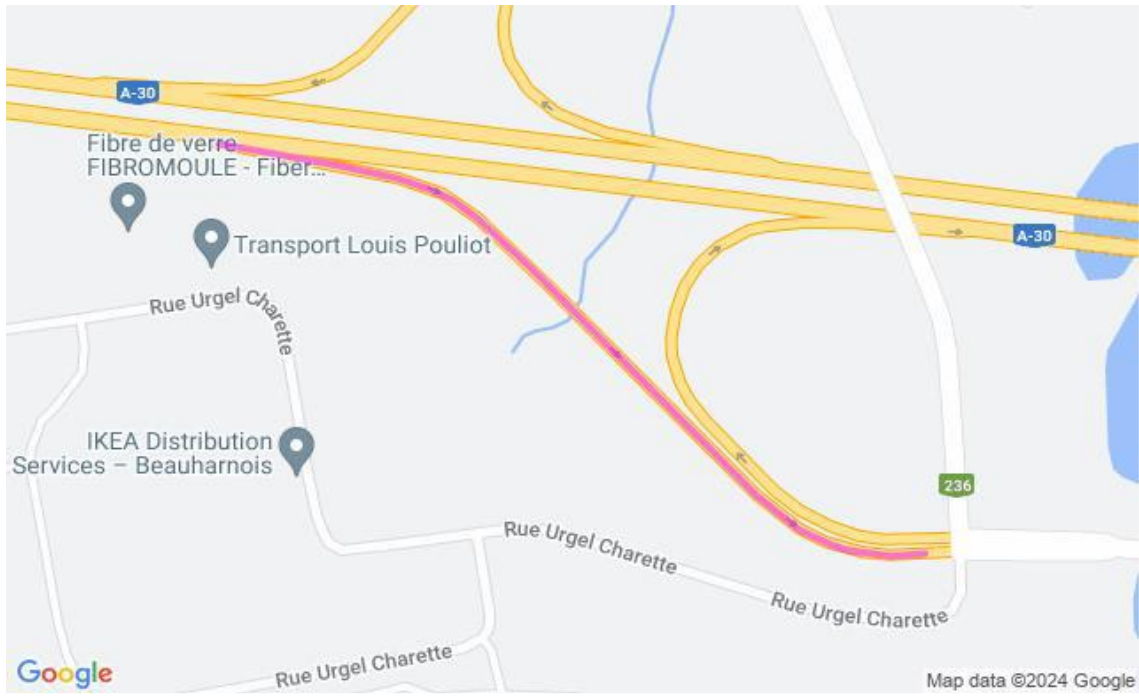 A-30
Fibre de verre
FIBROMOULE - Fiber...
Transport Louis Pouliot
A-30
Rue Urgel Charette
IKEA Distribution
Services – Beauharnois
236
Rue Urgel Charette
Rue Urgel Charette
Rue Urgel Charette
Google
Map data ©2024 Google